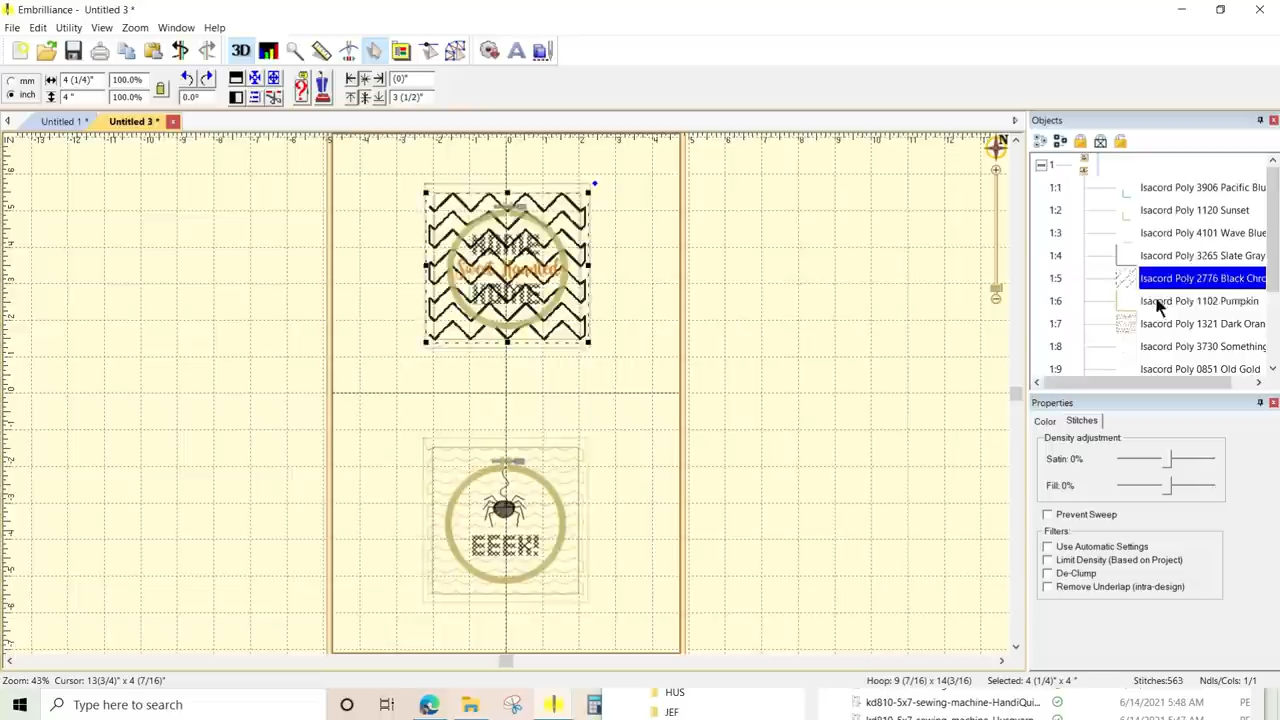 Embrilliance - Untitled 3 *
File Edit Utility View Zoom Window Help
3D
mm 4 (1/4)" 100.0% (0)"
inch 4 " 100.0% 0.0° 3 (1/2)"
Untitled 1 * Untitled 3 *
Objects
1
1:1 Isacord Poly 3906 Pacific Blu
1:2 Isacord Poly 1120 Sunset
1:3 Isacord Poly 4101 Wave Blue
1:4 Isacord Poly 3265 Slate Gray
1:5 Isacord Poly 2776 Black Chro
1:6 Isacord Poly 1102 Pumpkin
1:7 Isacord Poly 1321 Dark Oran
1:8 Isacord Poly 3730 Something
1:9 Isacord Poly 0851 Old Gold
HOME
Sweet Haunted
HOME
EEEK!
N
Properties
Color Stitches
Density adjustment
Satin: 0%
Fill: 0%
Prevent Sweep
Filters:
Use Automatic Settings
Limit Density (Based on Project)
De-Clump
Remove Underlap (intra-design)
Zoom: 43% Cursor: 13(3/4)" x 4 (7/16)" Hoop: 9 (7/16) x 14(3/16) Selected: 4 (1/4)" x 4 " Stitches:563 Ndls/Cols: 1/1
HUS
JEF
kd810-5x7-sewing-machine-HandiQui... 6/14/2021 5:48 AM PE
Type here to search